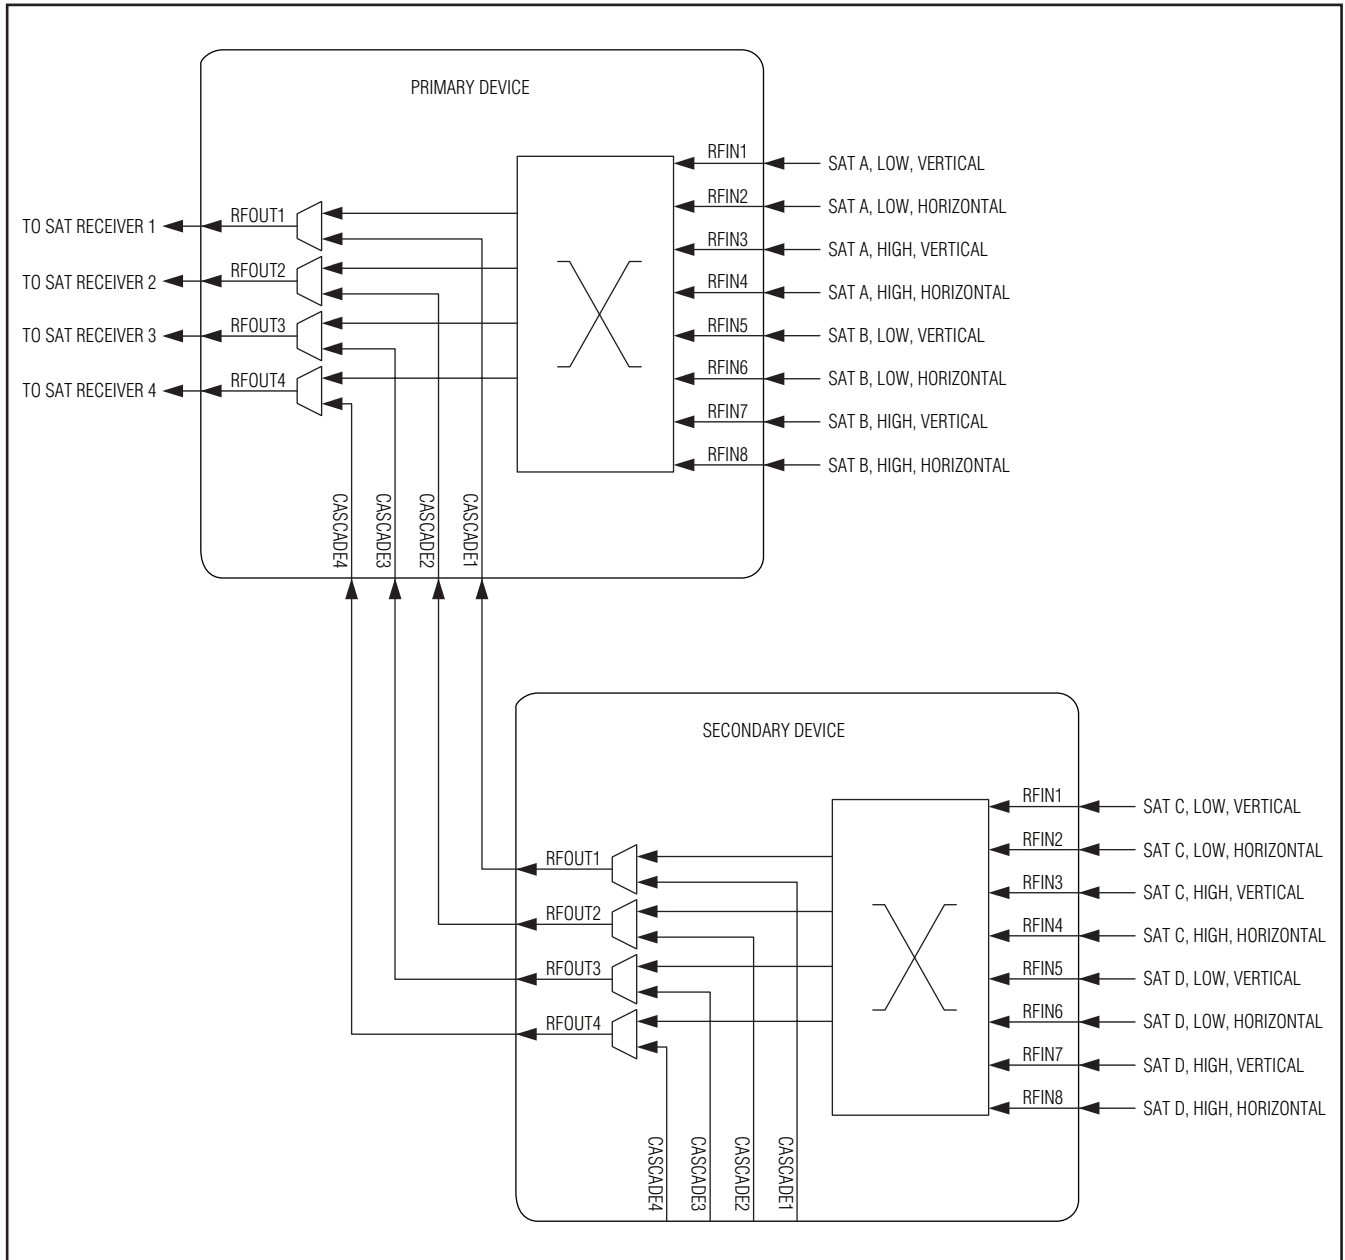 PRIMARY DEVICE
RFIN1
SAT A, LOW, VERTICAL
RFIN2
SAT A, LOW, HORIZONTAL
RFIN3
SAT A, HIGH, VERTICAL
RFIN4
SAT A, HIGH, HORIZONTAL
RFIN5
SAT B, LOW, VERTICAL
RFIN6
SAT B, LOW, HORIZONTAL
RFIN7
SAT B, HIGH, VERTICAL
RFIN8
SAT B, HIGH, HORIZONTAL
TO SAT RECEIVER 1
RFOUT1
TO SAT RECEIVER 2
RFOUT2
TO SAT RECEIVER 3
RFOUT3
TO SAT RECEIVER 4
RFOUT4
CASCADE4
CASCADE3
CASCADE2
CASCADE1
SECONDARY DEVICE
RFIN1
SAT C, LOW, VERTICAL
RFIN2
SAT C, LOW, HORIZONTAL
RFIN3
SAT C, HIGH, VERTICAL
RFIN4
SAT C, HIGH, HORIZONTAL
RFIN5
SAT D, LOW, VERTICAL
RFIN6
SAT D, LOW, HORIZONTAL
RFIN7
SAT D, HIGH, VERTICAL
RFIN8
SAT D, HIGH, HORIZONTAL
RFOUT1
RFOUT2
RFOUT3
RFOUT4
CASCADE4
CASCADE3
CASCADE2
CASCADE1